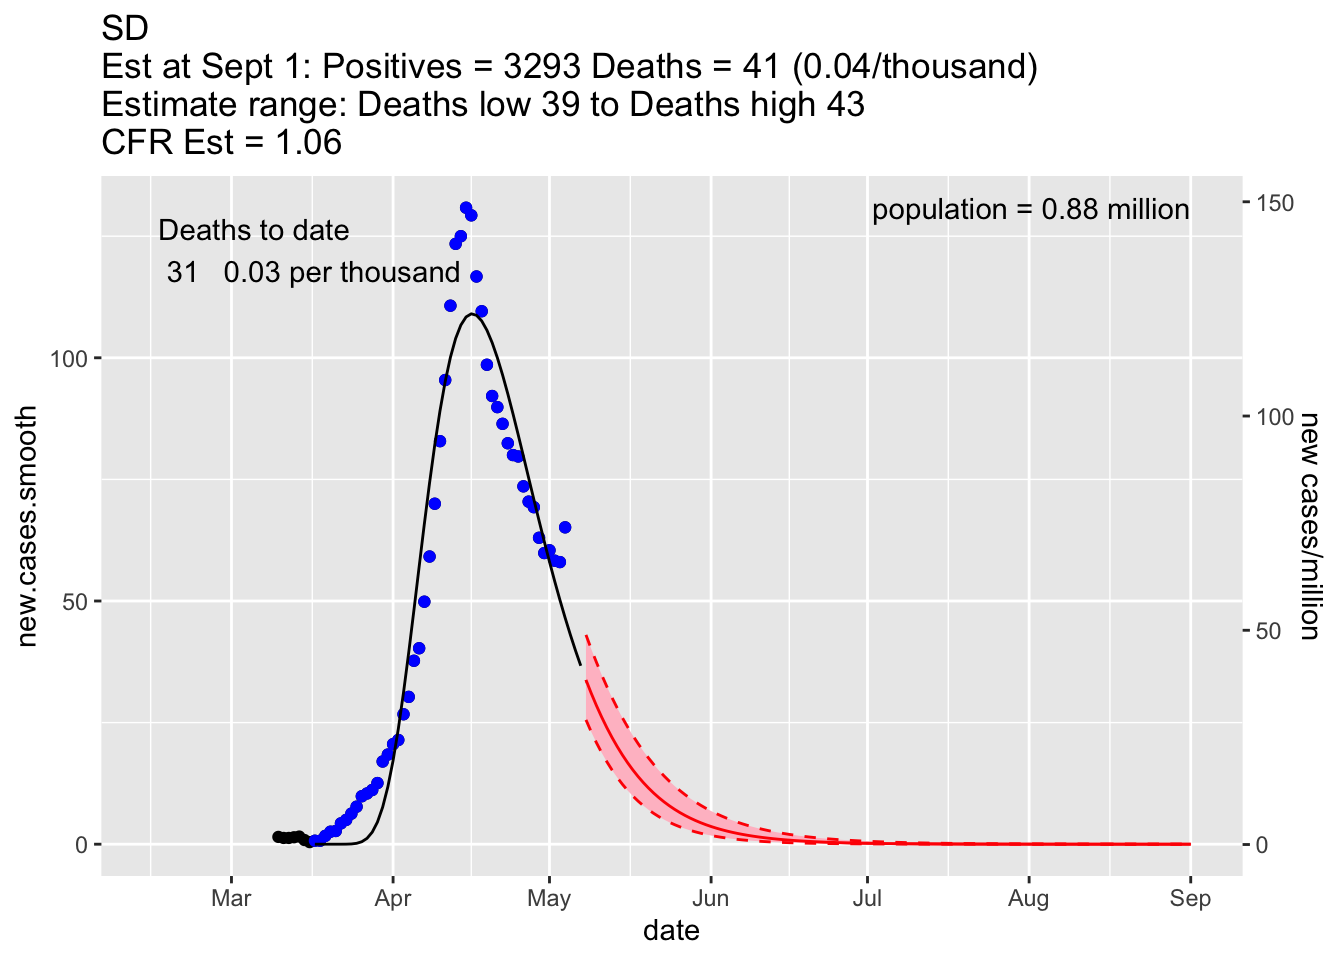 SD
Est at Sept 1: Positives = 3293 Deaths = 41 (0.04/thousand)
Estimate range: Deaths low 39 to Deaths high 43
CFR Est = 1.06
Deaths to date
31 0.03 per thousand
population = 0.88 million
new.cases.smooth
100
50
0
150
100
50
0
new cases/million
Mar Apr May Jun Jul Aug Sep
date